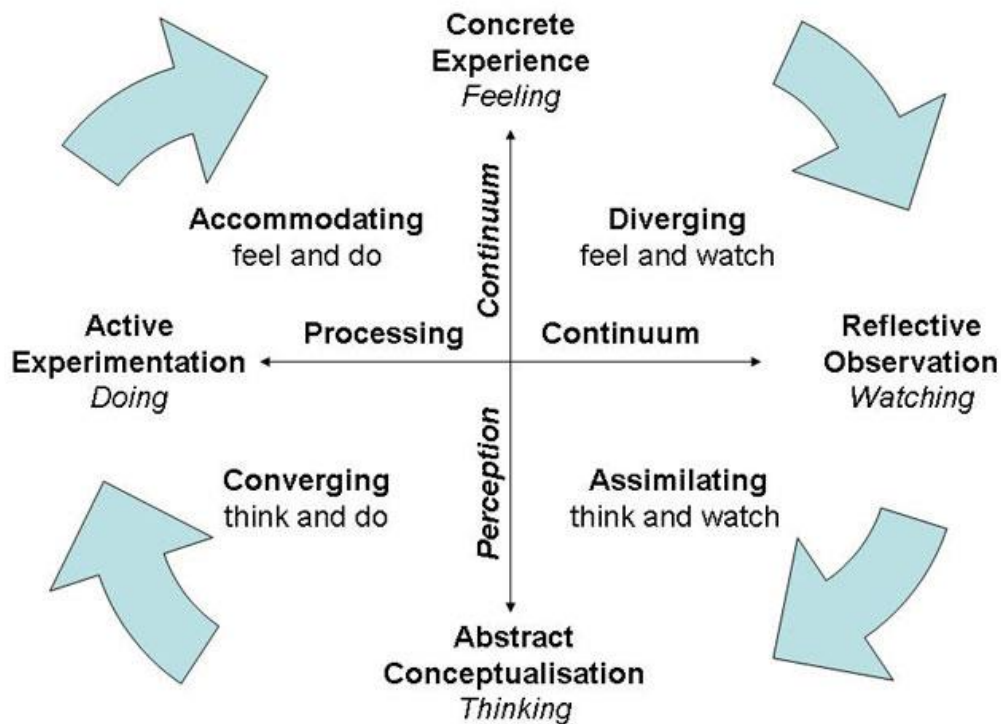 Concrete
Experience
Feeling
Continuum
Accommodating
feel and do
Diverging
feel and watch
Active
Experimentation
Doing
Processing
Continuum
Reflective
Observation
Watching
Perception
Converging
think and do
Assimilating
think and watch
Abstract
Conceptualisation
Thinking